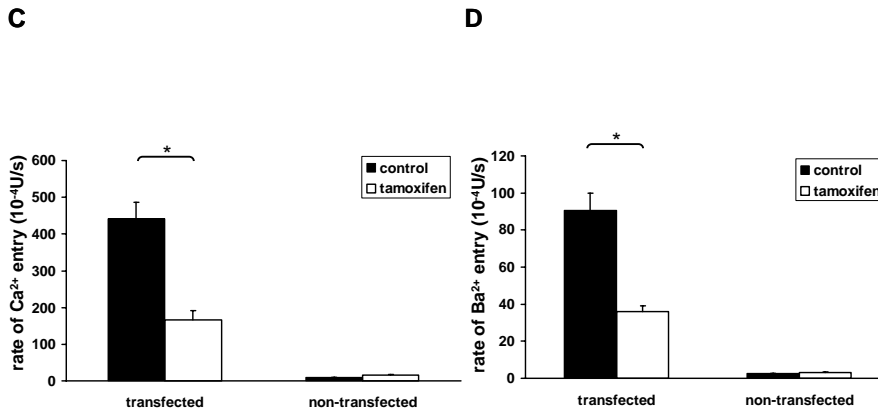 C
*
600
500
400
300
200
100
0
rate of Ca²⁺ entry (10⁻⁴U/s)
control
tamoxifen
transfected
non-transfected
D
*
120
100
80
60
40
20
0
rate of Ba²⁺ entry (10⁻⁴U/s)
control
tamoxifen
transfected
non-transfected